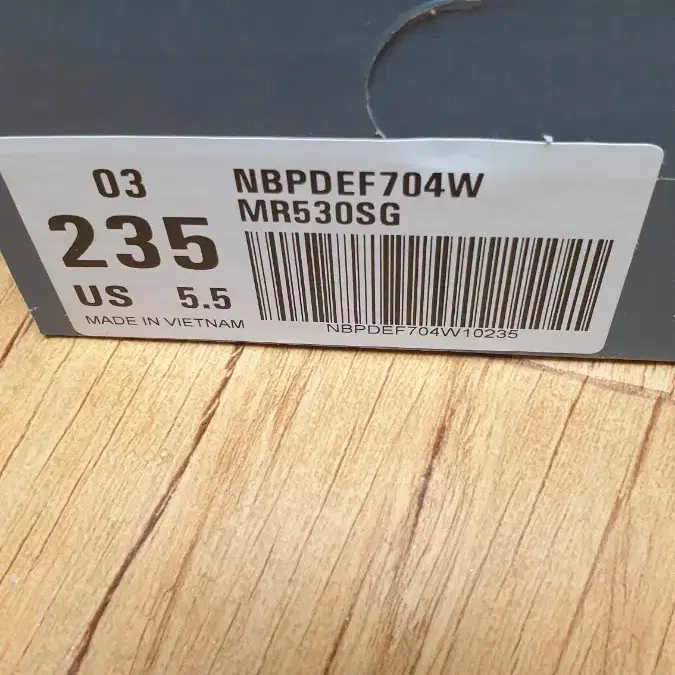 03
235
US 5.5
MADE IN VIETNAM
NBPDEF704W
MR530SG
NBPDEF704W10235